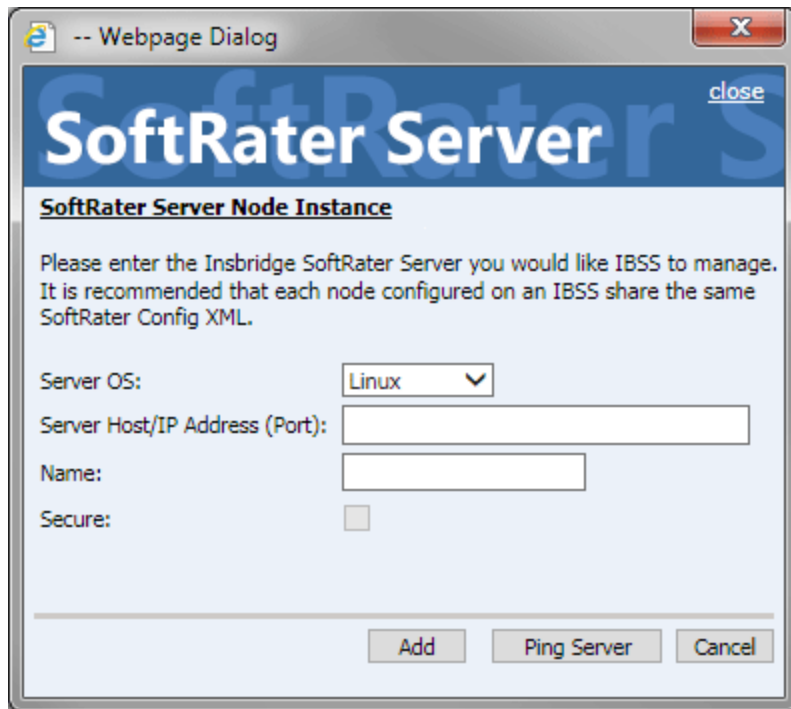 -- Webpage Dialog
close
SoftRater Server
SoftRater S
SoftRater Server Node Instance
Please enter the Insbridge SoftRater Server you would like IBSS to manage.
It is recommended that each node configured on an IBSS share the same
SoftRater Config XML.
Server OS: Linux
Server Host/IP Address (Port):
Name:
Secure:
Add Ping Server Cancel